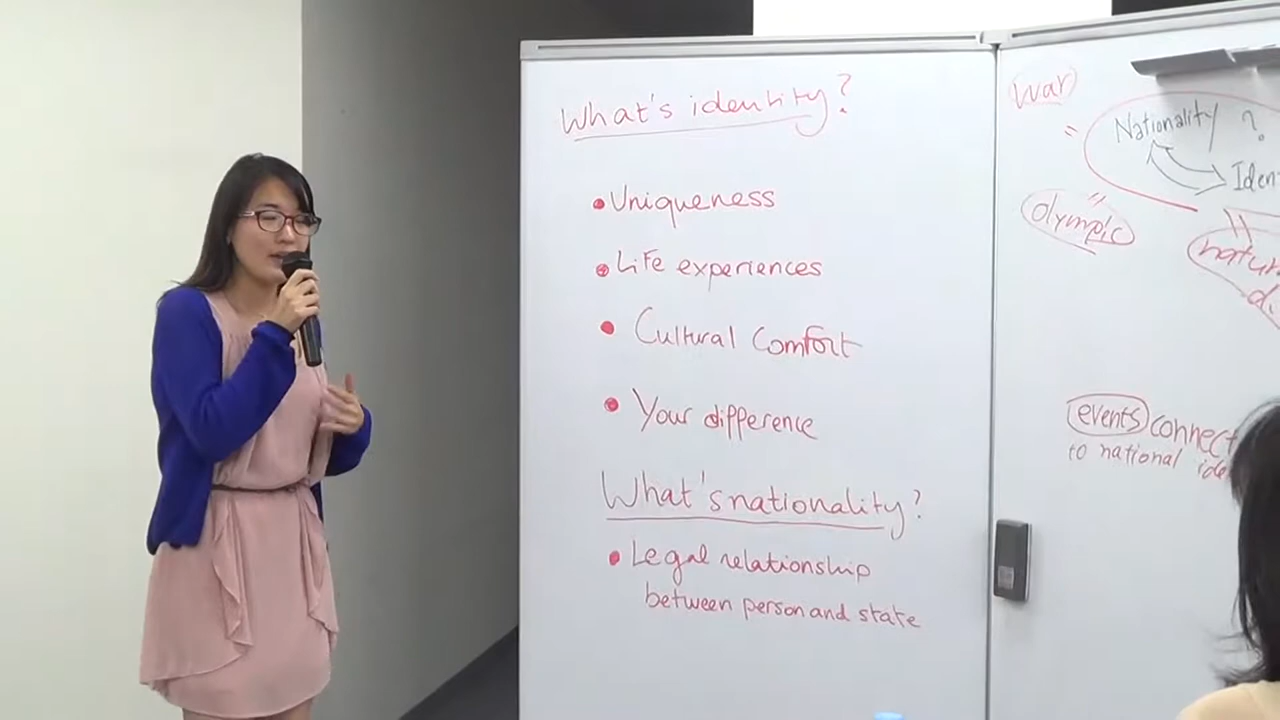 What's identity?
• Uniqueness
• Life experiences
• Cultural Comfort
• Your difference
What's nationality?
• Legal relationship
between person and state
war
Nationality ?
olympic
events connect
to national